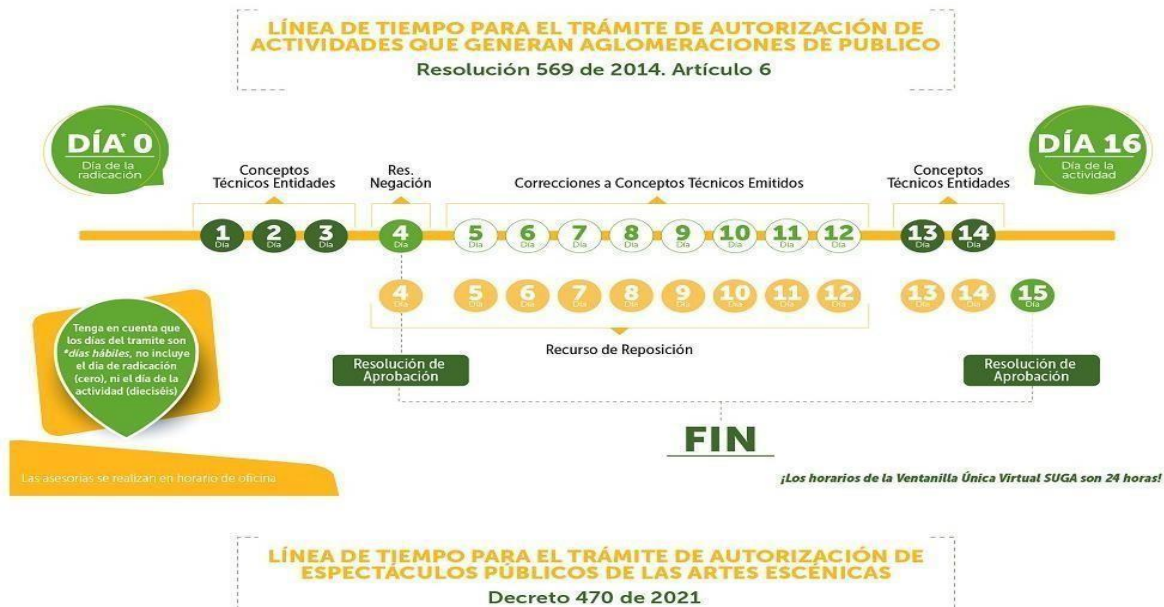 LÍNEA DE TIEMPO PARA EL TRÁMITE DE AUTORIZACIÓN DE
ACTIVIDADES QUE GENERAN AGLOMERACIONES DE PUBLICO
Resolución 569 de 2014. Artículo 6
DÍA* 0
Día de la
radicación
DÍA 16
Día de la
actividad
Conceptos
Técnicos Entidades
Res.
Negación
Correcciones a Conceptos Técnicos Emitidos
Conceptos
Técnicos Entidades
1 2 3 4 5 6 7 8 9 10 11 12 13 14
Día Día Día Día Día Día Día Día Día Día Día Día Día Día
4 5 6 7 8 9 10 11 12 13 14 15
Día Día Día Día Día Día Día Día Día Día Día Día
Recurso de Reposición
Resolución de
Aprobación
Resolución de
Aprobación
FIN
Tenga en cuenta que
los días del tramite son
*días hábiles, no incluye
el día de radicación
(cero), ni el día de la
actividad (dieciséis)
Las asesorías se realizan en horario de oficina
¡Los horarios de la Ventanilla Única Virtual SUGA son 24 horas!
LÍNEA DE TIEMPO PARA EL TRÁMITE DE AUTORIZACIÓN DE
ESPECTÁCULOS PÚBLICOS DE LAS ARTES ESCÉNICAS
Decreto 470 de 2021